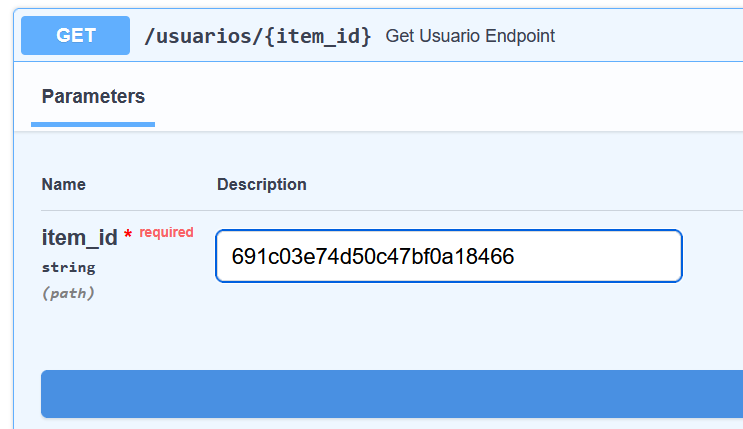 GET /usuarios/{item_id} Get Usuario Endpoint
Parameters
Name Description
item_id * required
string
(path)
691c03e74d50c47bf0a18466